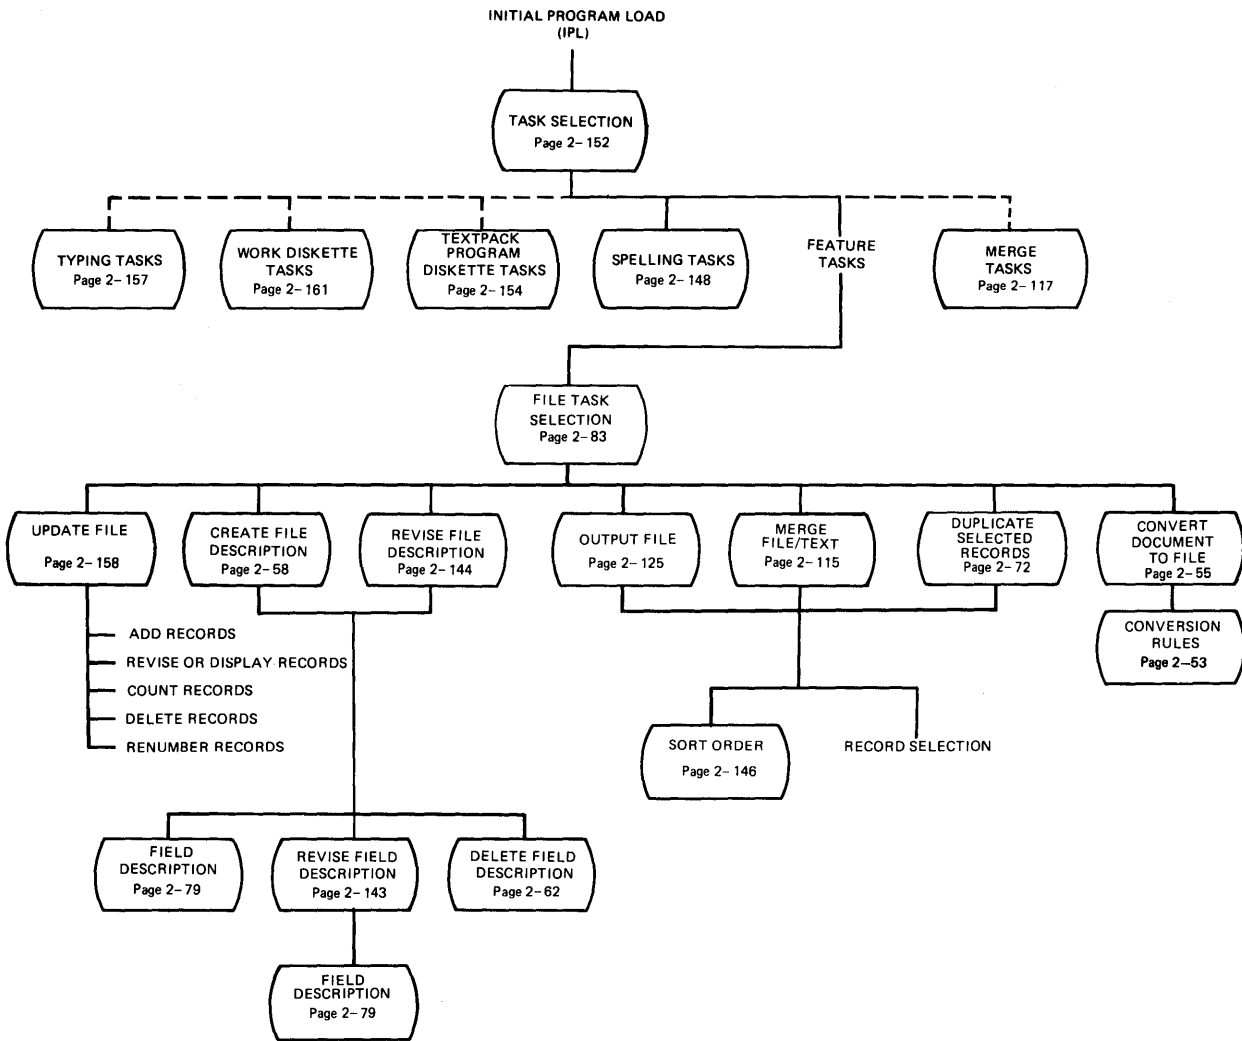 INITIAL PROGRAM LOAD
(IPL)
TASK SELECTION
Page 2-152
TYPING TASKS
Page 2-157
WORK DISKETTE
TASKS
Page 2-161
TEXTPACK
PROGRAM
DISKETTE TASKS
Page 2-154
SPELLING TASKS
Page 2-148
FEATURE
TASKS
MERGE
TASKS
Page 2-117
FILE TASK
SELECTION
Page 2-83
UPDATE FILE
Page 2-158
CREATE FILE
DESCRIPTION
Page 2-58
REVISE FILE
DESCRIPTION
Page 2-144
OUTPUT FILE
Page 2-125
MERGE
FILE/TEXT
Page 2-115
DUPLICATE
SELECTED
RECORDS
Page 2-72
CONVERT
DOCUMENT
TO FILE
Page 2-55
CONVERSION
RULES
Page 2-53
ADD RECORDS
REVISE OR DISPLAY RECORDS
COUNT RECORDS
DELETE RECORDS
RENUMBER RECORDS
SORT ORDER
Page 2-146
RECORD SELECTION
FIELD
DESCRIPTION
Page 2-79
REVISE FIELD
DESCRIPTION
Page 2-143
DELETE FIELD
DESCRIPTION
Page 2-62
FIELD
DESCRIPTION
Page 2-79